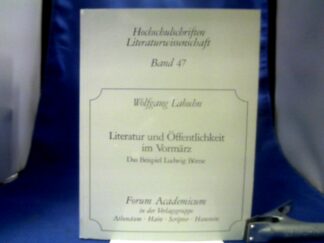 Hochschulschriften
Literaturwissenschaft
Band 47
Wolfgang Labuhn
Literatur und Öffentlichkeit
im Vormärz
Das Beispiel Ludwig Börne
Forum Academicum
in der Verlagsgruppe
Athenäum · Hain · Scriptor · Hanstein